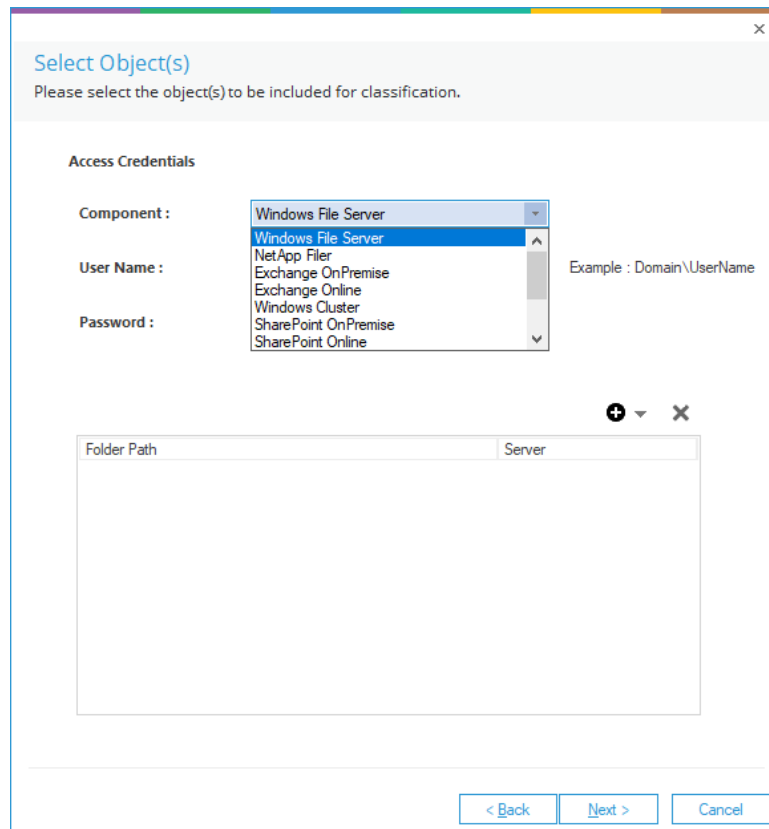 Select Object(s)
Please select the object(s) to be included for classification.
Access Credentials
Component :
Windows File Server
Windows File Server
NetApp Filer
Exchange OnPremise
Exchange Online
Windows Cluster
SharePoint OnPremise
SharePoint Online
User Name :
Example : Domain\UserName
Password :
Folder Path
Server
< Back
Next >
Cancel